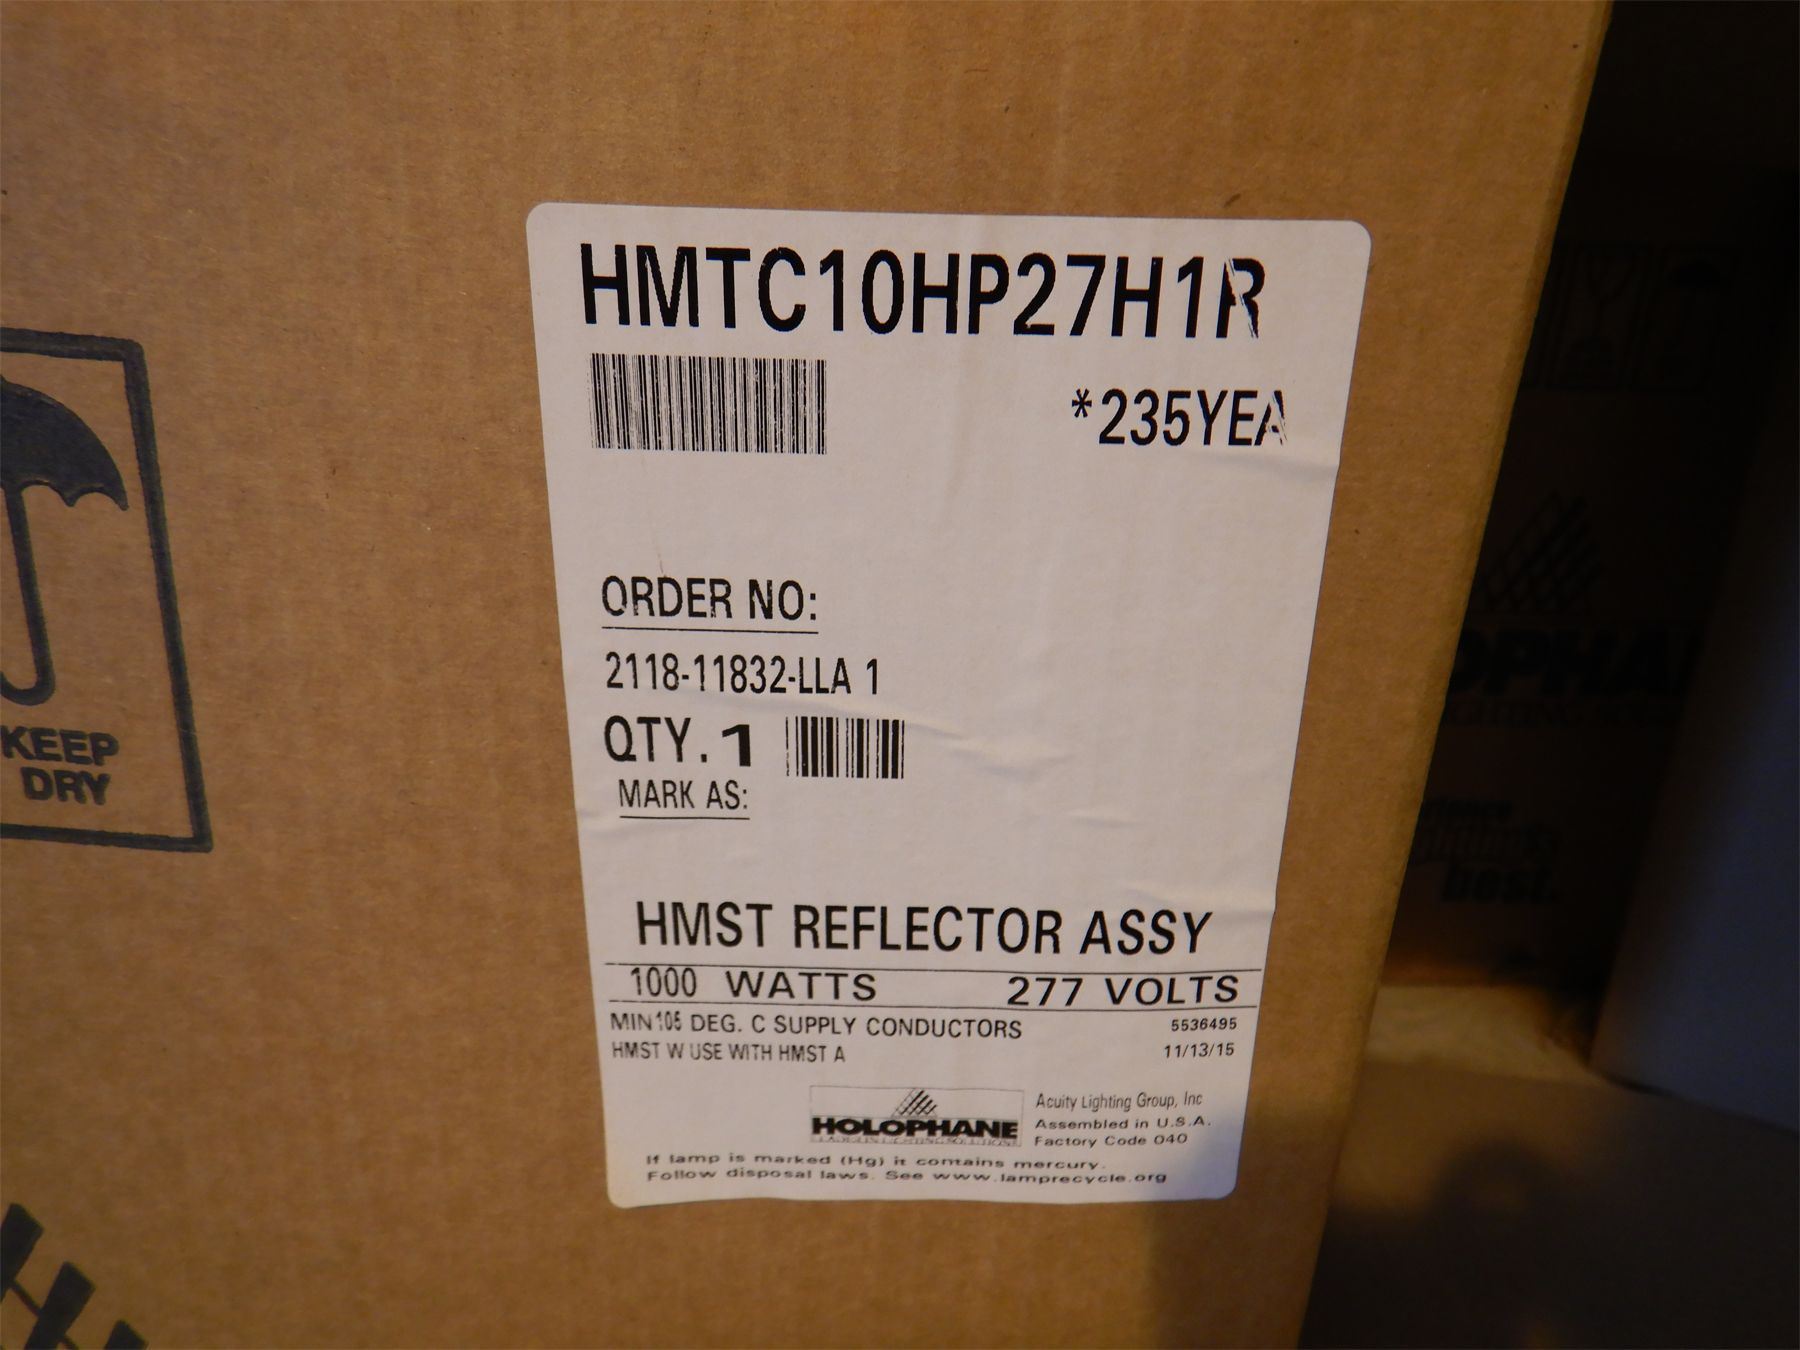 HMTC10HP27H1R
*235YEA
ORDER NO:
2118-11832-LLA 1
QTY. 1
MARK AS:
HMST REFLECTOR ASSY
1000 WATTS 277 VOLTS
MIN 105 DEG. C SUPPLY CONDUCTORS 5536495
HMST W USE WITH HMST A 11/13/15
HOLOPHANE
Acuity Lighting Group, Inc
Assembled in U.S.A.
Factory Code 040
If lamp is marked (Hg) it contains mercury.
Follow disposal laws. See www.lamprecycle.org
KEEP
DRY
best.